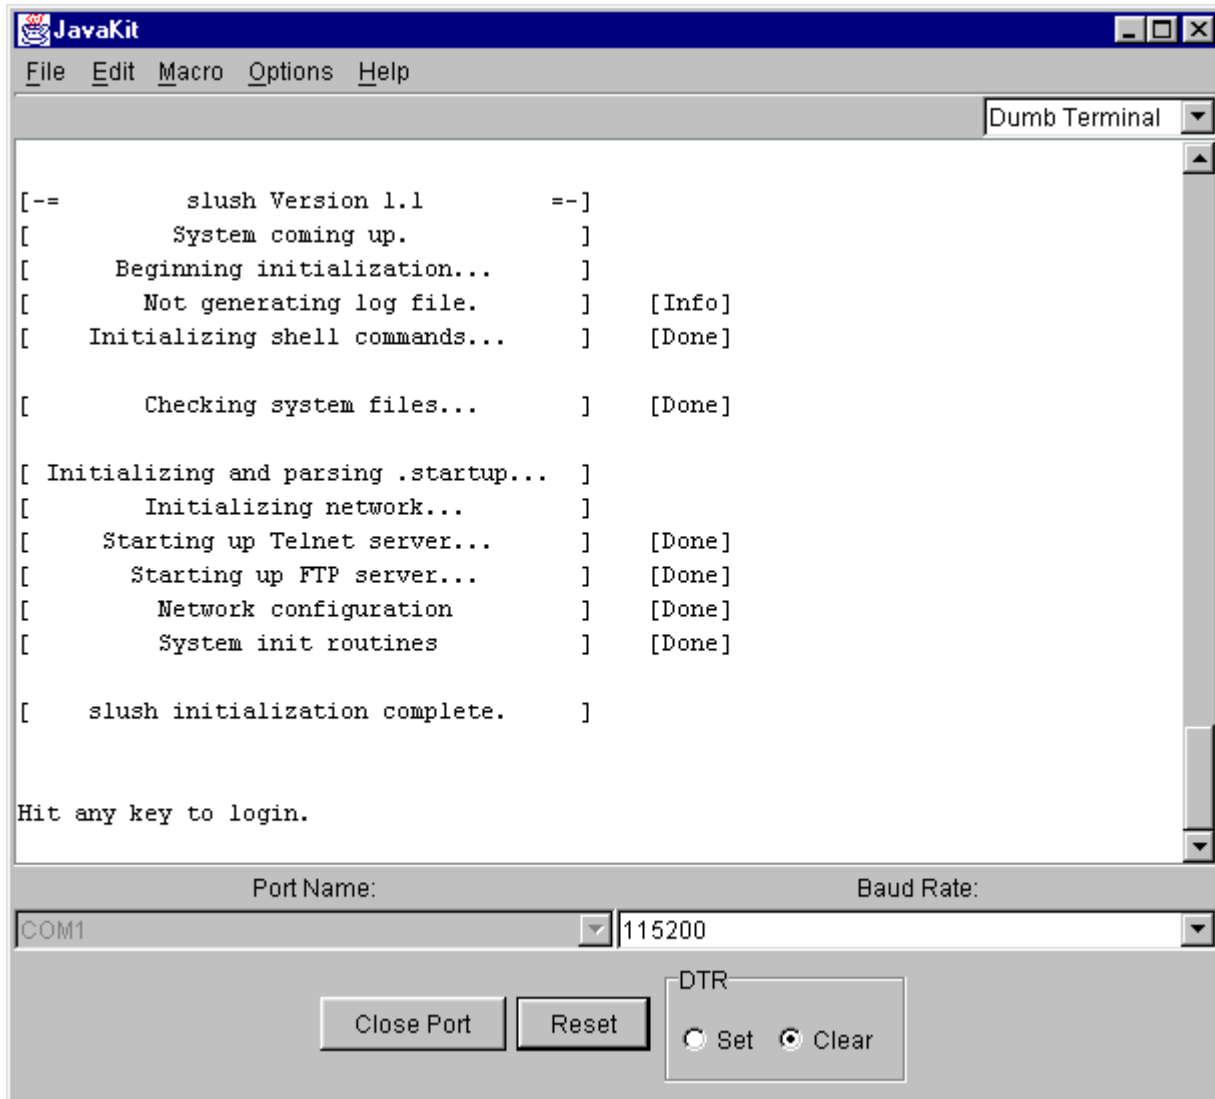 JavaKit
File Edit Macro Options Help
Dumb Terminal
[-=         slush Version 1.1         =-]
[          System coming up.            ]
[      Beginning initialization...      ]
[        Not generating log file.       ]    [Info]
[    Initializing shell commands...     ]    [Done]
[        Checking system files...       ]    [Done]
[ Initializing and parsing .startup...  ]
[        Initializing network...        ]
[     Starting up Telnet server...      ]    [Done]
[       Starting up FTP server...       ]    [Done]
[         Network configuration         ]    [Done]
[         System init routines          ]    [Done]
[    slush initialization complete.     ]
Hit any key to login.
Port Name: Baud Rate:
COM1 115200
DTR
Close Port Reset Set Clear